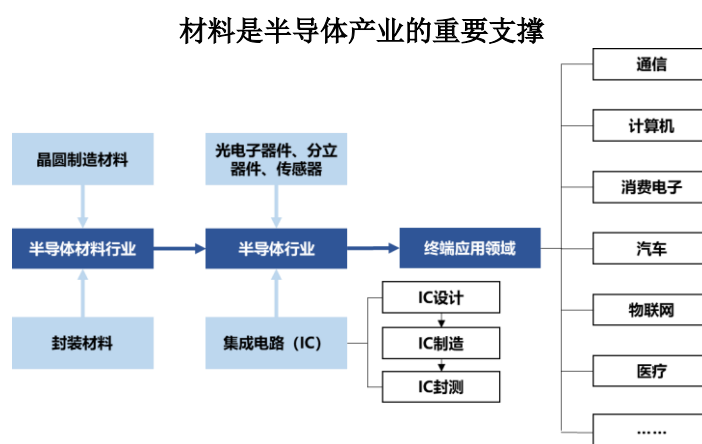 材料是半导体产业的重要支撑
晶圆制造材料
半导体材料行业
封装材料
光电子器件、分立
器件、传感器
半导体行业
集成电路（IC）
IC设计
IC制造
IC封测
终端应用领域
通信
计算机
消费电子
汽车
物联网
医疗
……